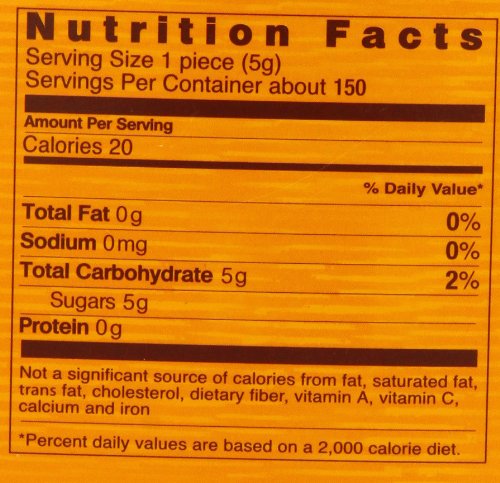 Nutrition Facts
Serving Size 1 piece (5g)
Servings Per Container about 150
Amount Per Serving
Calories 20
% Daily Value*
Total Fat 0g 0%
Sodium 0mg 0%
Total Carbohydrate 5g 2%
Sugars 5g
Protein 0g
Not a significant source of calories from fat, saturated fat,
trans fat, cholesterol, dietary fiber, vitamin A, vitamin C,
calcium and iron
*Percent daily values are based on a 2,000 calorie diet.